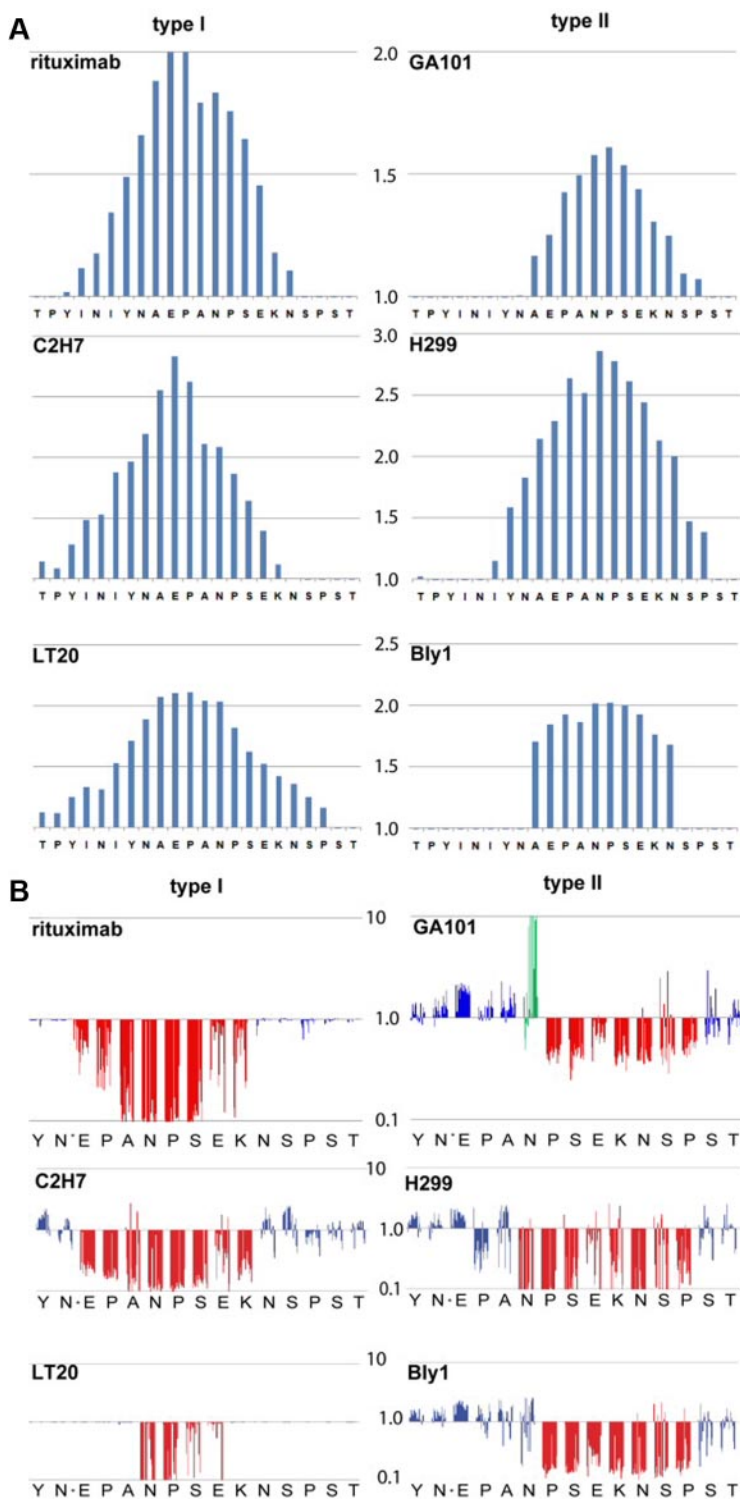 A
type I type II
rituximab 2.0 GA101
1.5
1.0
T P Y I N I Y N A E P A N P S E K N S P S T T P Y I N I Y N A E P A N P S E K N S P S T
C2H7 3.0 H299
2.5
2.0
1.5
1.0
T P Y I N I Y N A E P A N P S E K N S P S T T P Y I N I Y N A E P A N P S E K N S P S T
LT20 2.5 Bly1
2.0
1.5
1.0
T P Y I N I Y N A E P A N P S E K N S P S T T P Y I N I Y N A E P A N P S E K N S P S T
B
type I type II
rituximab 10 GA101
1.0
0.1
Y N * E P A N P S E K N S P S T Y N * E P A N P S E K N S P S T
C2H7 10 H299
1.0
0.1
Y N * E P A N P S E K N S P S T Y N * E P A N P S E K N S P S T
LT20 10 Bly1
1.0
0.1
Y N * E P A N P S E K N S P S T Y N * E P A N P S E K N S P S T